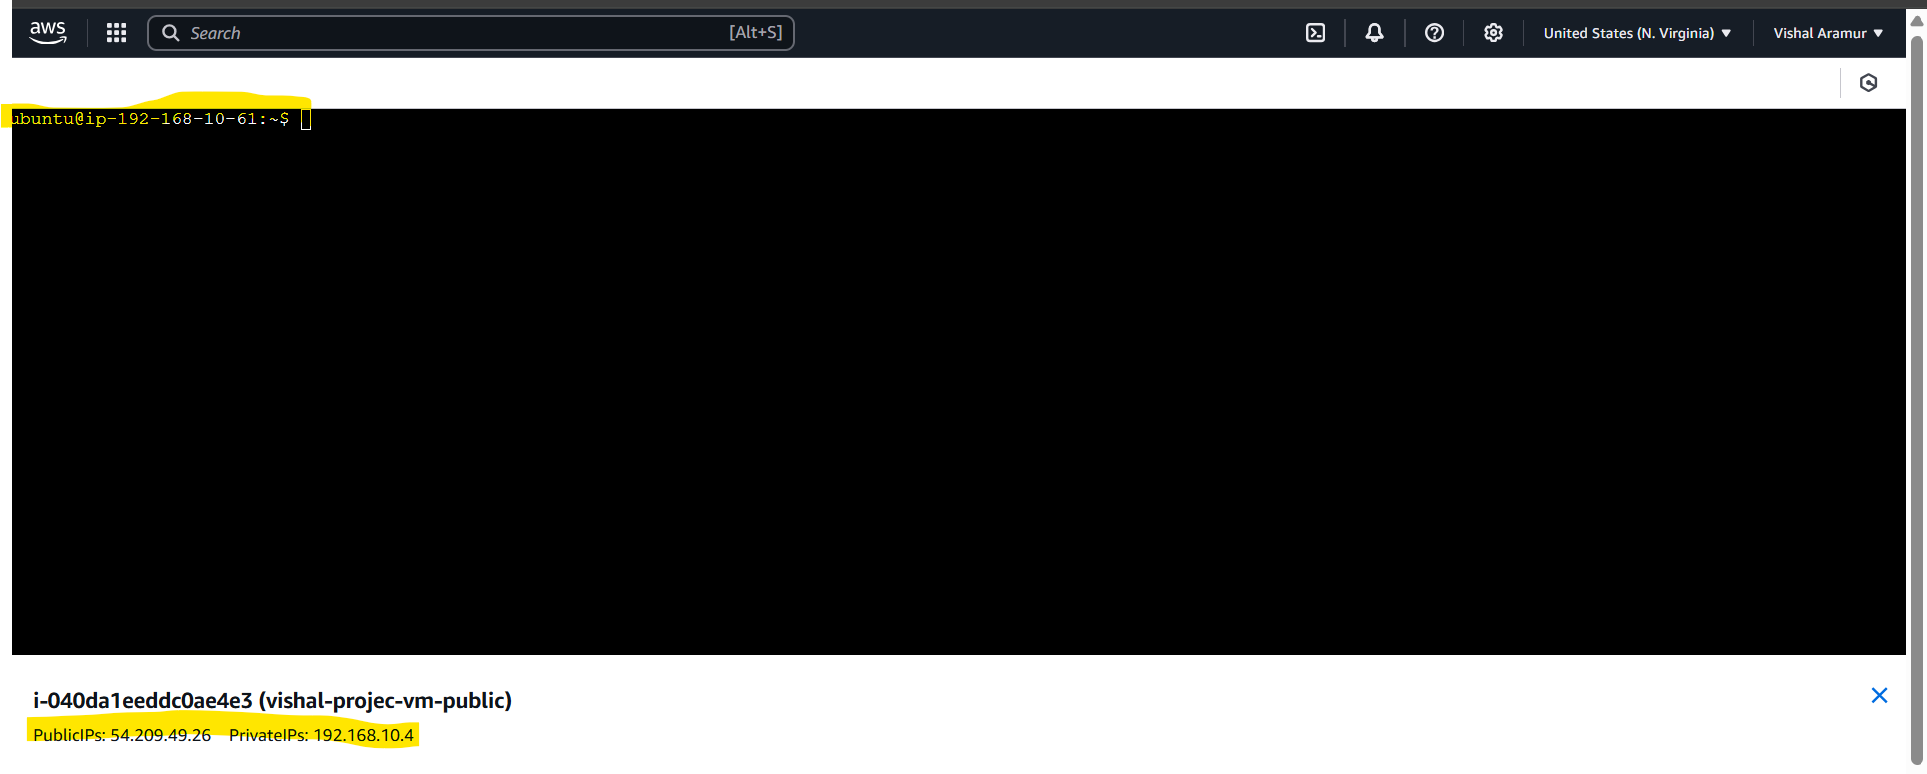 aws Search [Alt+S] United States (N. Virginia) Vishal Aramur
ubuntu@ip-192-168-10-61:~$
i-040da1eeddc0ae4e3 (vishal-projec-vm-public)
PublicIPs: 54.209.49.26 PrivateIPs: 192.168.10.4